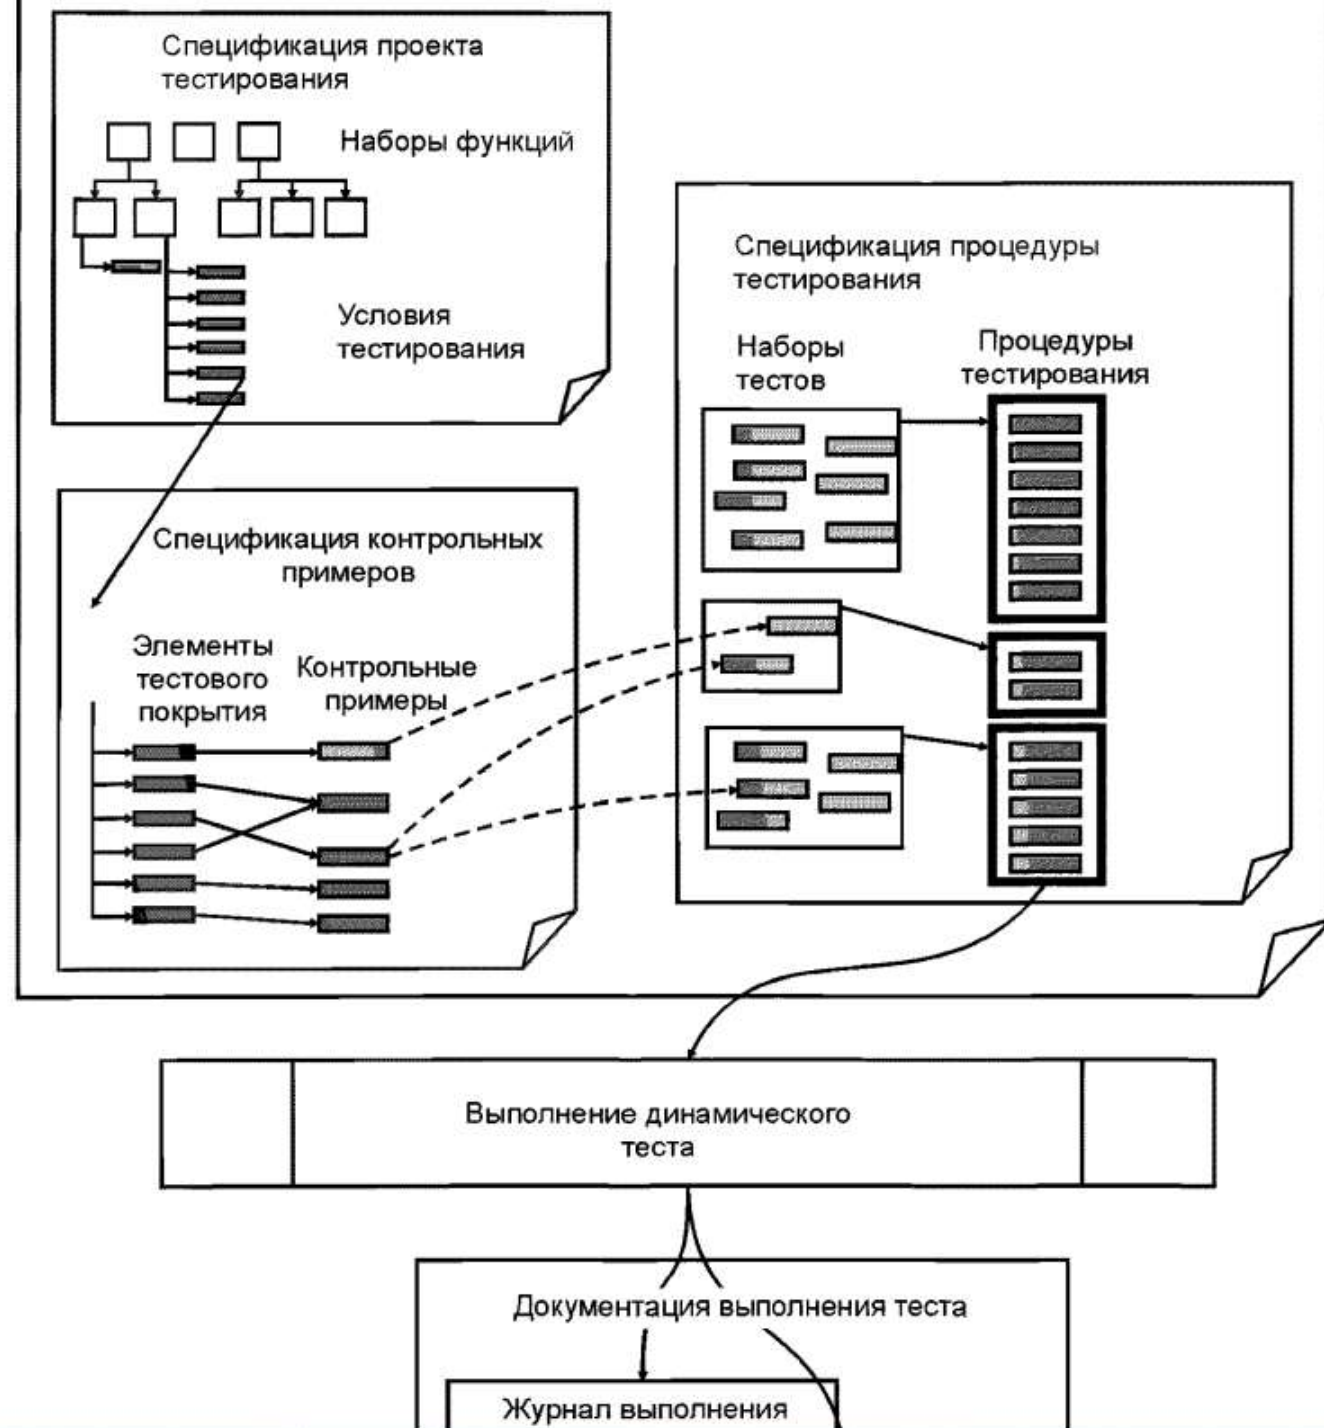 Спецификация проекта
тестирования
Наборы функций
Условия
тестирования
Спецификация контрольных
примеров
Элементы
тестового
покрытия
Контрольные
примеры
Спецификация процедуры
тестирования
Наборы
тестов
Процедуры
тестирования
Выполнение динамического
теста
Документация выполнения теста
Журнал выполнения